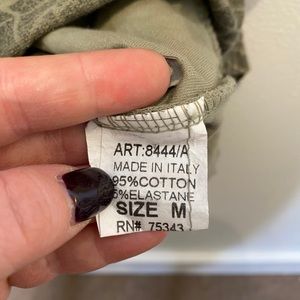 ART:8444/A
MADE IN ITALY
95%COTTON
5%ELASTANE
SIZE M
RN# 75343